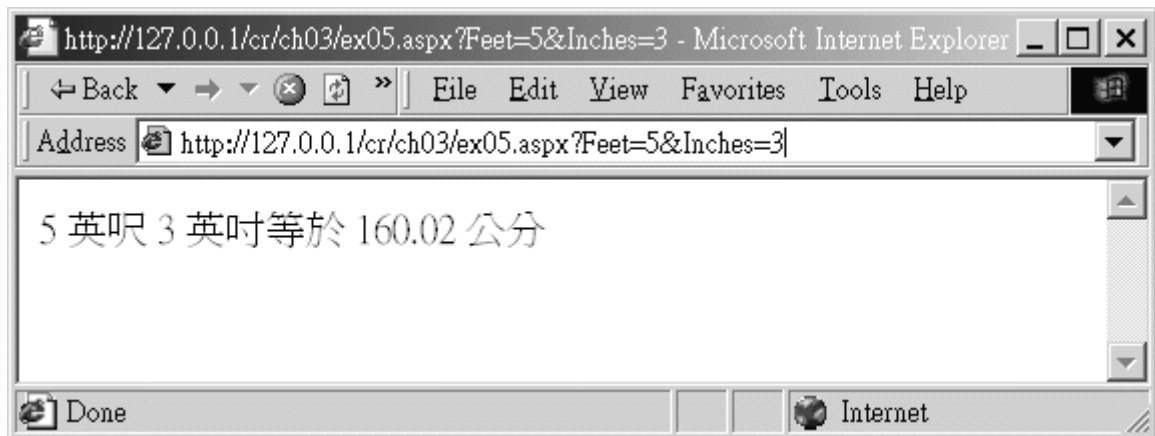 http://127.0.0.1/cr/ch03/ex05.aspx?Feet=5&Inches=3 - Microsoft Internet Explorer
Back » File Edit View Favorites Tools Help
Address http://127.0.0.1/cr/ch03/ex05.aspx?Feet=5&Inches=3
5 英呎 3 英吋等於 160.02 公分
Done Internet